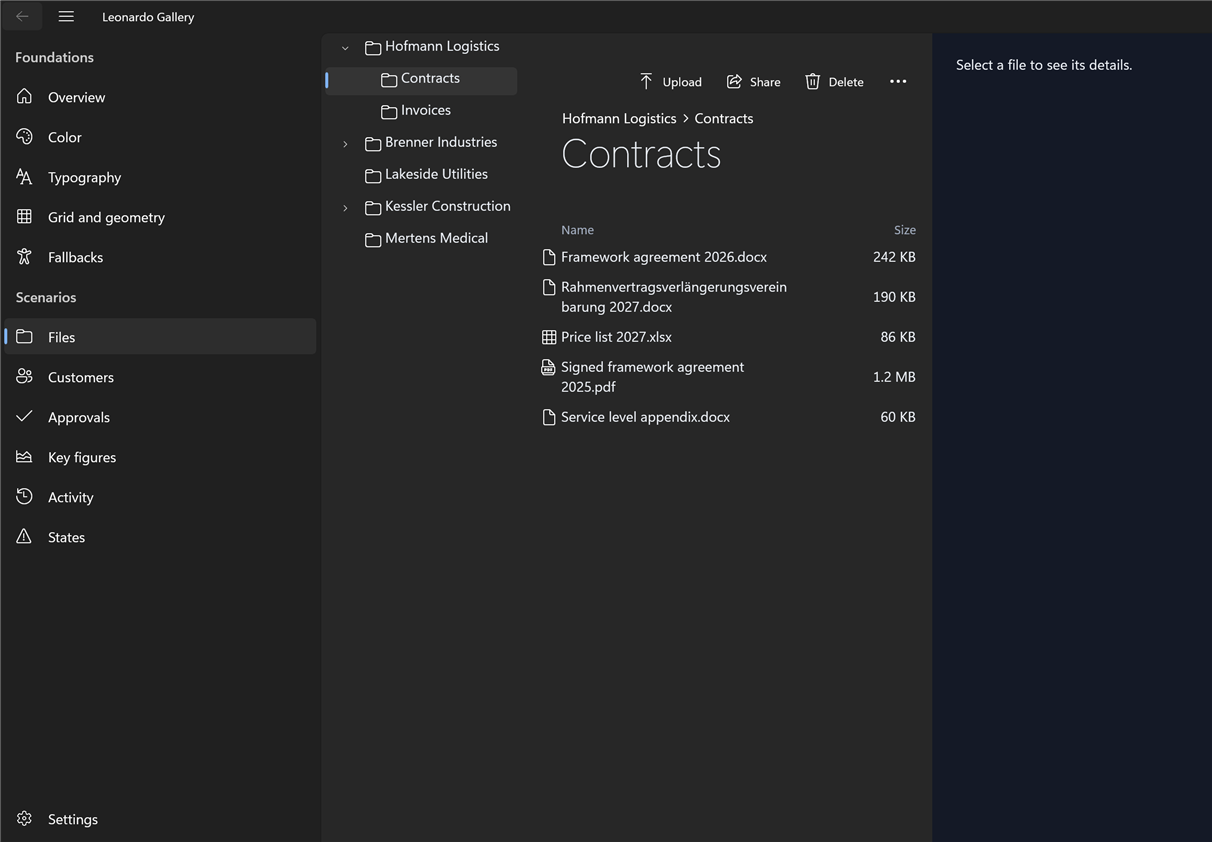 Leonardo Gallery
Foundations
Overview
Color
Typography
Grid and geometry
Fallbacks
Scenarios
Files
Customers
Approvals
Key figures
Activity
States
Settings
Hofmann Logistics
Contracts
Invoices
Brenner Industries
Lakeside Utilities
Kessler Construction
Mertens Medical
Upload Share Delete
Hofmann Logistics > Contracts
Contracts
Name Size
Framework agreement 2026.docx 242 KB
Rahmenvertragsverlängerungsverein
barung 2027.docx 190 KB
Price list 2027.xlsx 86 KB
Signed framework agreement
2025.pdf 1.2 MB
Service level appendix.docx 60 KB
Select a file to see its details.